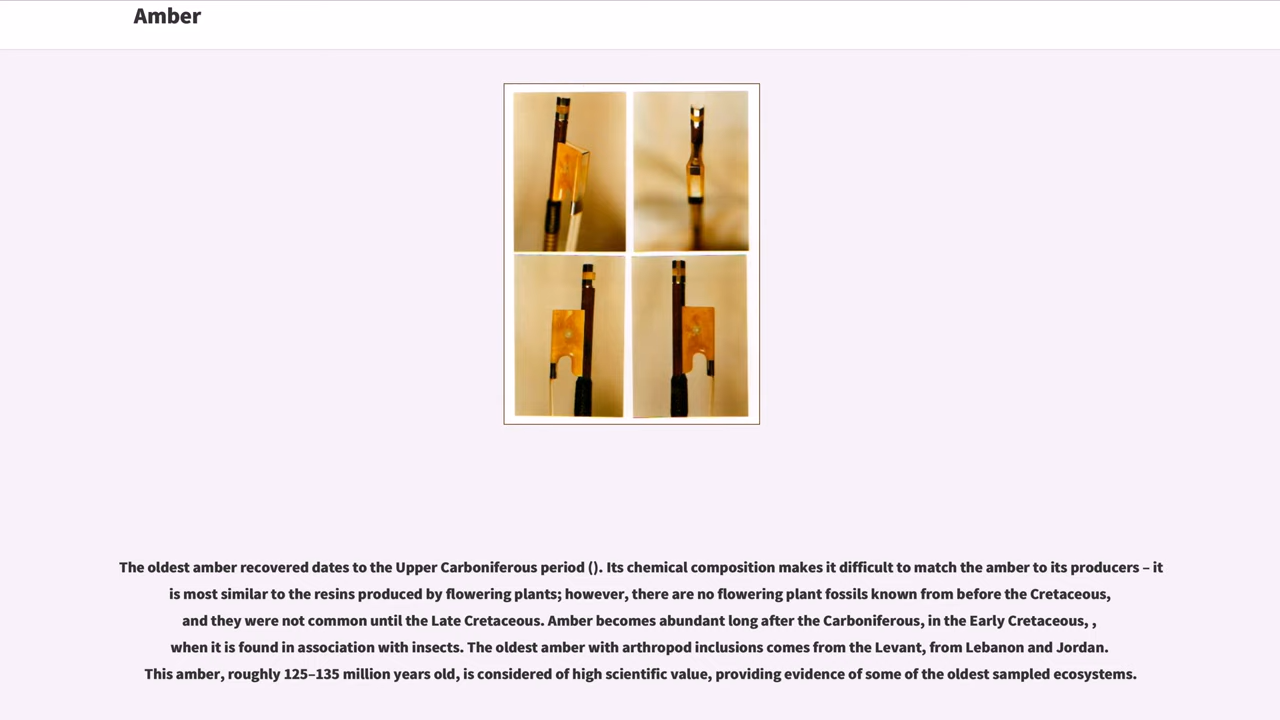 Amber
The oldest amber recovered dates to the Upper Carboniferous period (). Its chemical composition makes it difficult to match the amber to its producers – it
is most similar to the resins produced by flowering plants; however, there are no flowering plant fossils known from before the Cretaceous,
and they were not common until the Late Cretaceous. Amber becomes abundant long after the Carboniferous, in the Early Cretaceous, ,
when it is found in association with insects. The oldest amber with arthropod inclusions comes from the Levant, from Lebanon and Jordan.
This amber, roughly 125–135 million years old, is considered of high scientific value, providing evidence of some of the oldest sampled ecosystems.